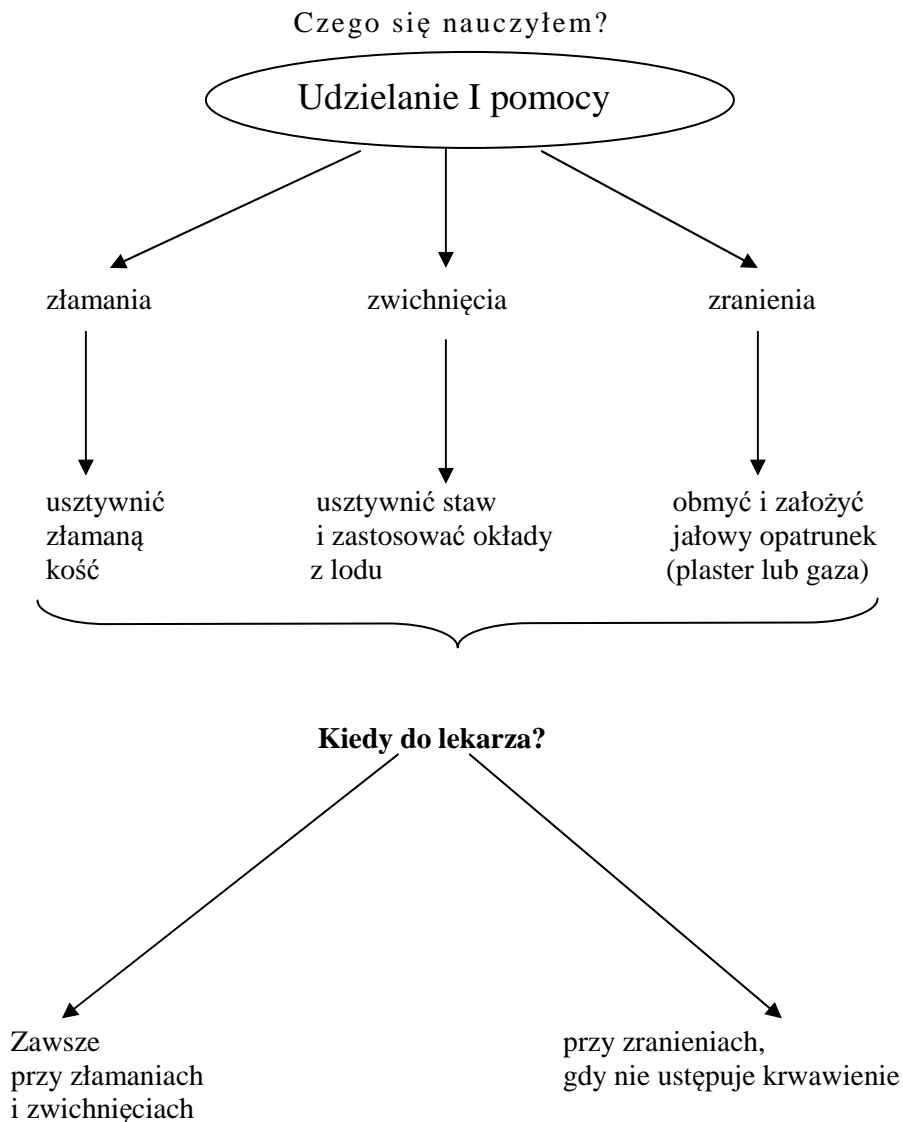 Czego się nauczyłem?
Udzielanie I pomocy
złamania
zwichnięcia
zranienia
usztywnić
złamaną
kość
usztywnić staw
i zastosować okłady
z lodu
obmyć i założyć
jałowy opatrunek
(plaster lub gaza)
Kiedy do lekarza?
Zawsze
przy złamaniach
i zwichnięciach
przy zranieniach,
gdy nie ustępuje krwawienie